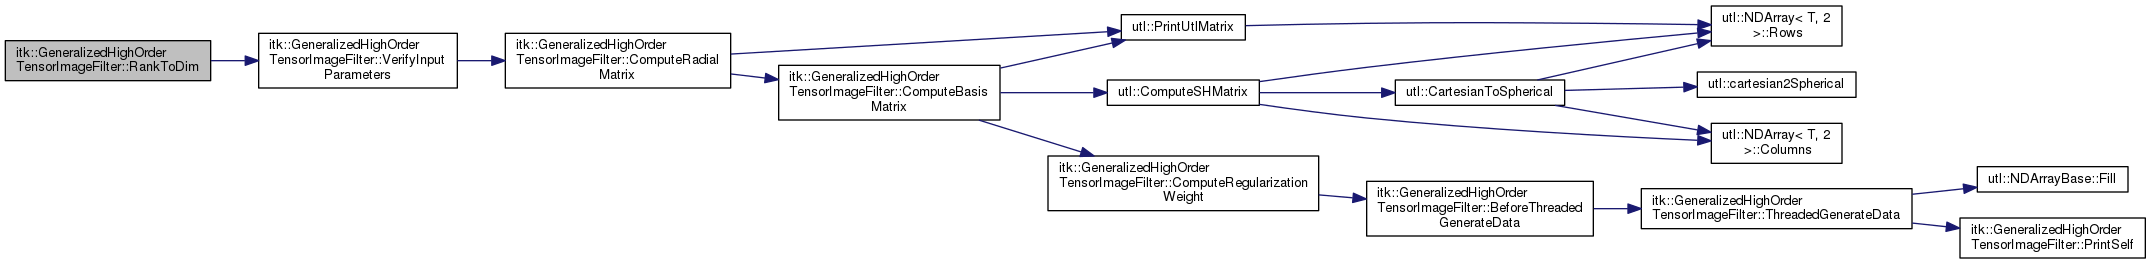 itk::GeneralizedHighOrder
TensorImageFilter::RankToDim
itk::GeneralizedHighOrder
TensorImageFilter::VerifyInput
Parameters
itk::GeneralizedHighOrder
TensorImageFilter::ComputeRadial
Matrix
utl::PrintUtlMatrix
itk::GeneralizedHighOrder
TensorImageFilter::ComputeBasis
Matrix
utl::ComputeSHMatrix
itk::GeneralizedHighOrder
TensorImageFilter::ComputeRegularization
Weight
utl::CartesianToSpherical
itk::GeneralizedHighOrder
TensorImageFilter::BeforeThreaded
GenerateData
utl::NDArray< T, 2
>::Rows
utl::cartesian2Spherical
utl::NDArray< T, 2
>::Columns
itk::GeneralizedHighOrder
TensorImageFilter::ThreadedGenerateData
utl::NDArrayBase::Fill
itk::GeneralizedHighOrder
TensorImageFilter::PrintSelf